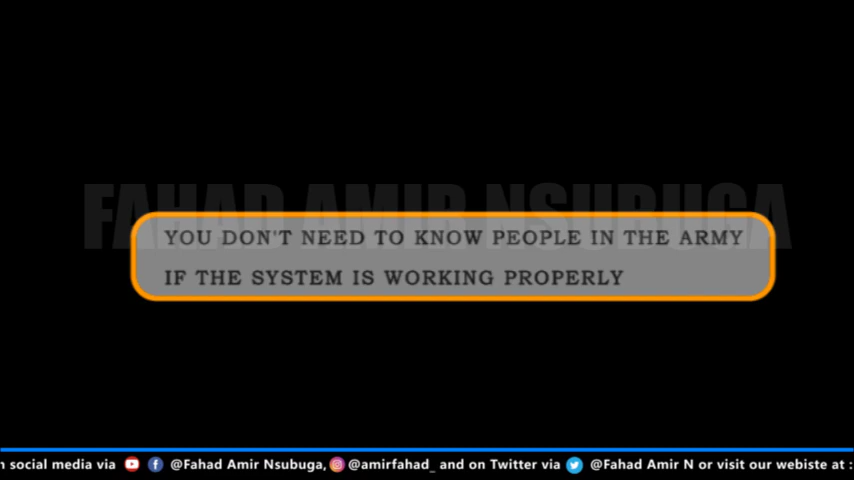 FAHAD AMIR NSUBUGA
YOU DON'T NEED TO KNOW PEOPLE IN THE ARMY
IF THE SYSTEM IS WORKING PROPERLY
social media via @Fahad Amir Nsubuga, @amirfahad_ and on Twitter via @Fahad Amir N or visit our webiste at :